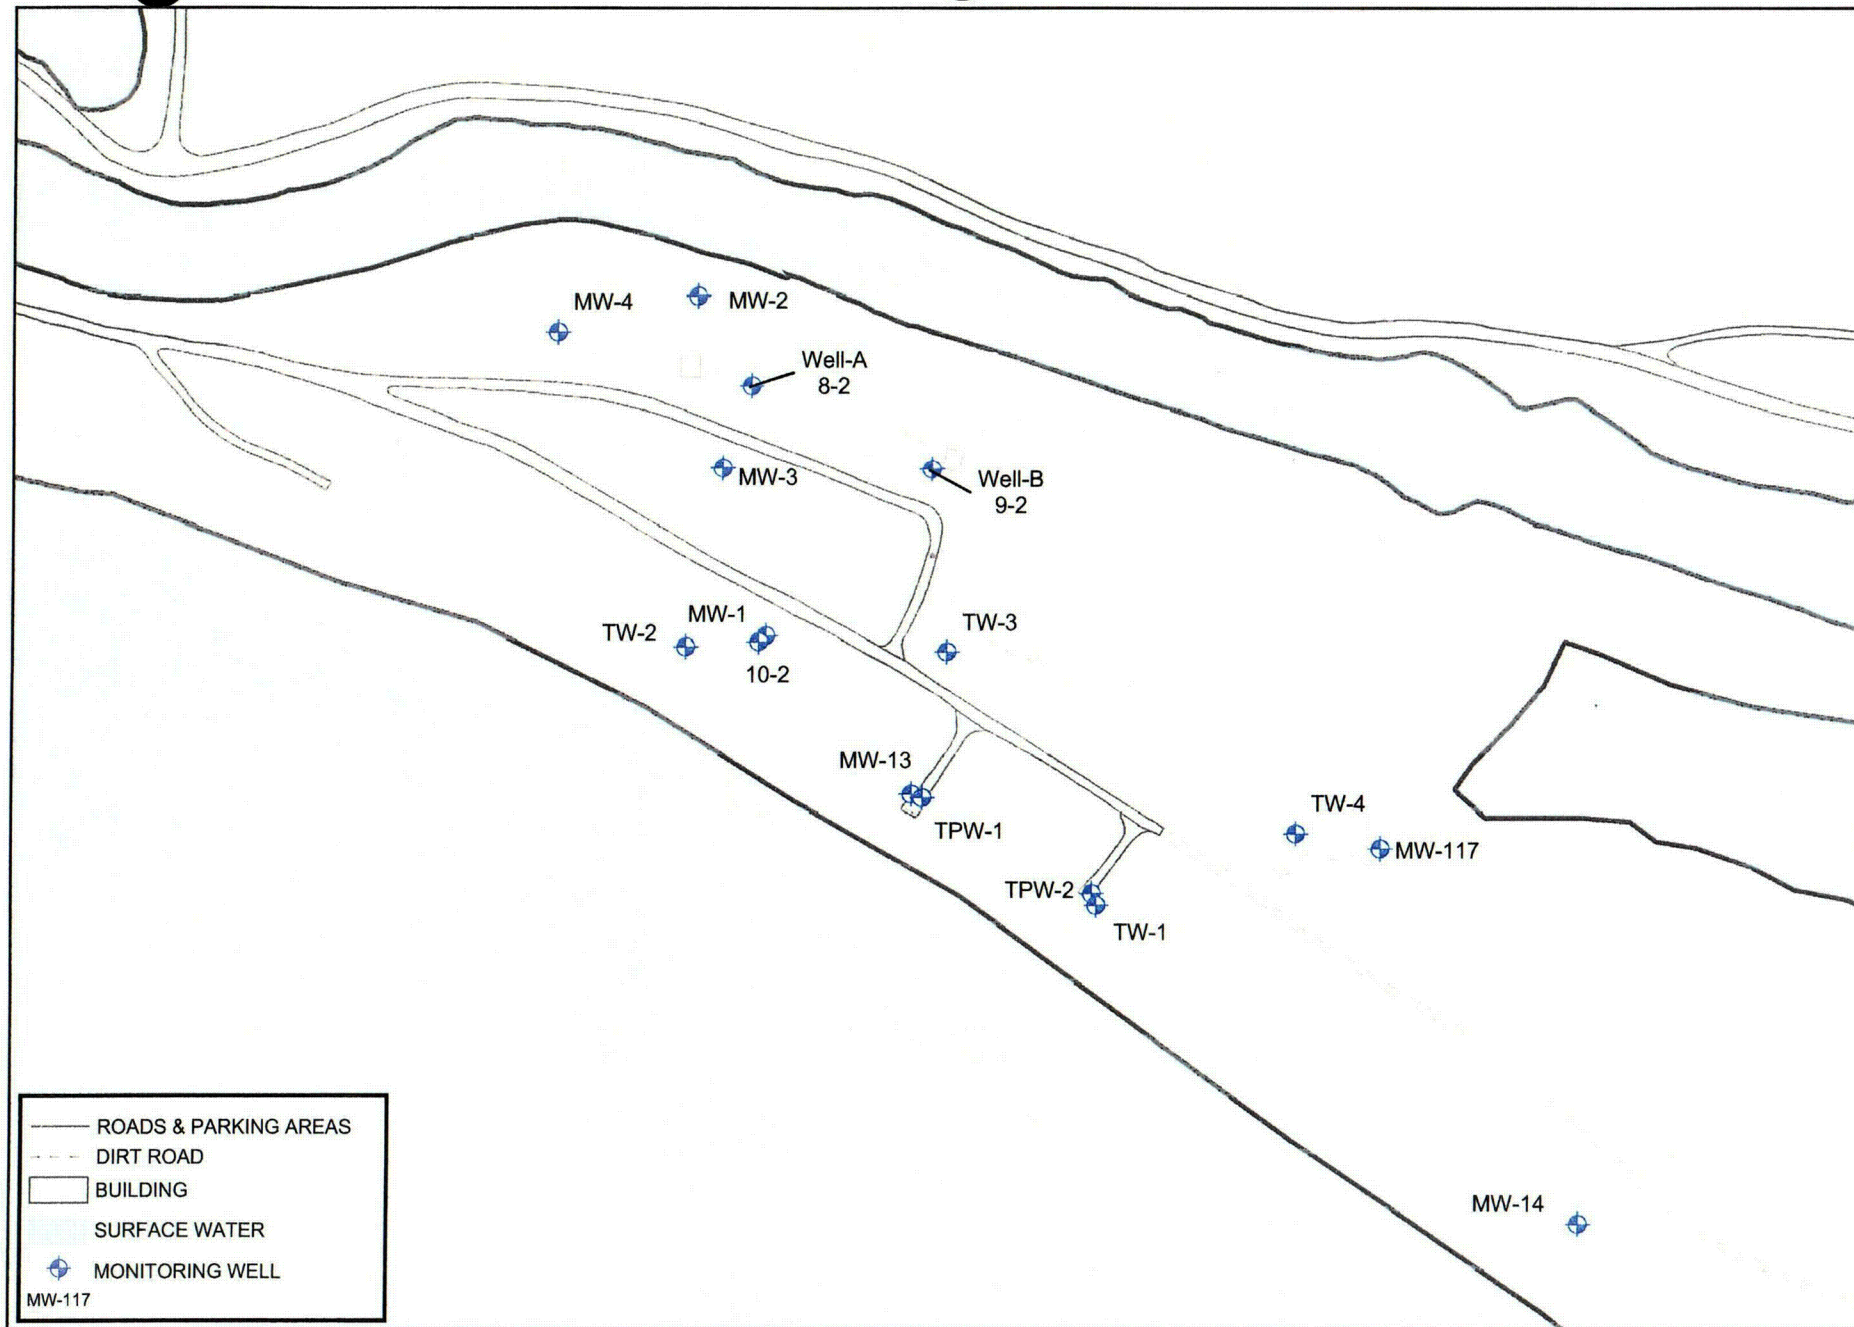 MW-4
MW-2
Well-A
8-2
MW-3
Well-B
9-2
MW-1
TW-2
TW-3
10-2
MW-13
TPW-1
TW-4
MW-117
TPW-2
TW-1
MW-14
ROADS & PARKING AREAS
DIRT ROAD
BUILDING
SURFACE WATER
MONITORING WELL
MW-117